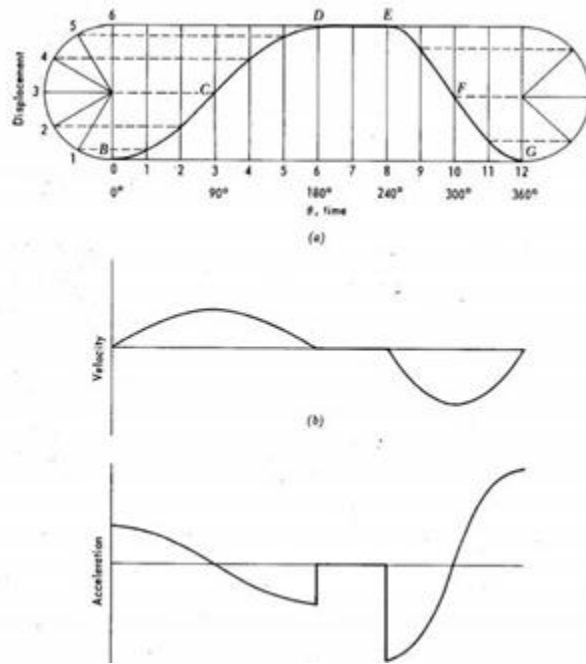 6 D E
5
4
3 C F
2
1 B G
Displacement
0 1 2 3 4 5 6 7 8 9 10 11 12
0° 90° 180° 240° 300° 360°
θ, time
(a)
Velocity
(b)
Acceleration